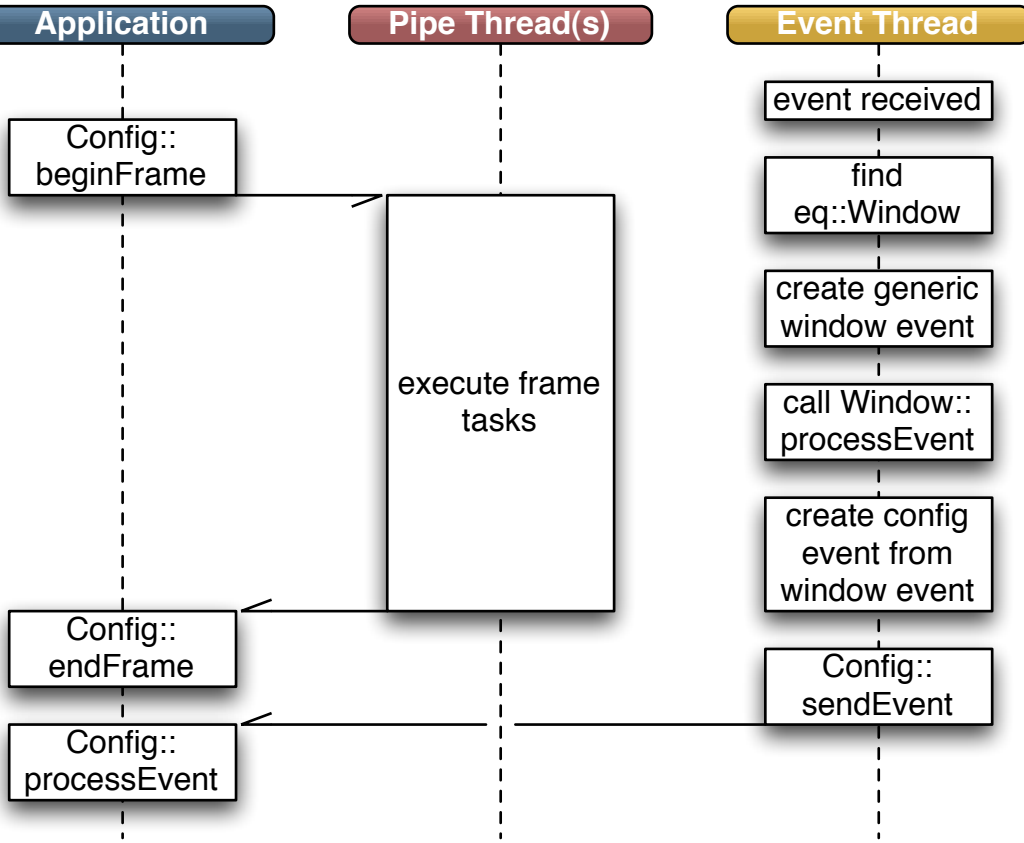 Application
Pipe Thread(s)
Event Thread
event received
Config::
beginFrame
find
eq::Window
create generic
window event
execute frame
tasks
call Window::
processEvent
create config
event from
window event
Config::
endFrame
Config::
sendEvent
Config::
processEvent